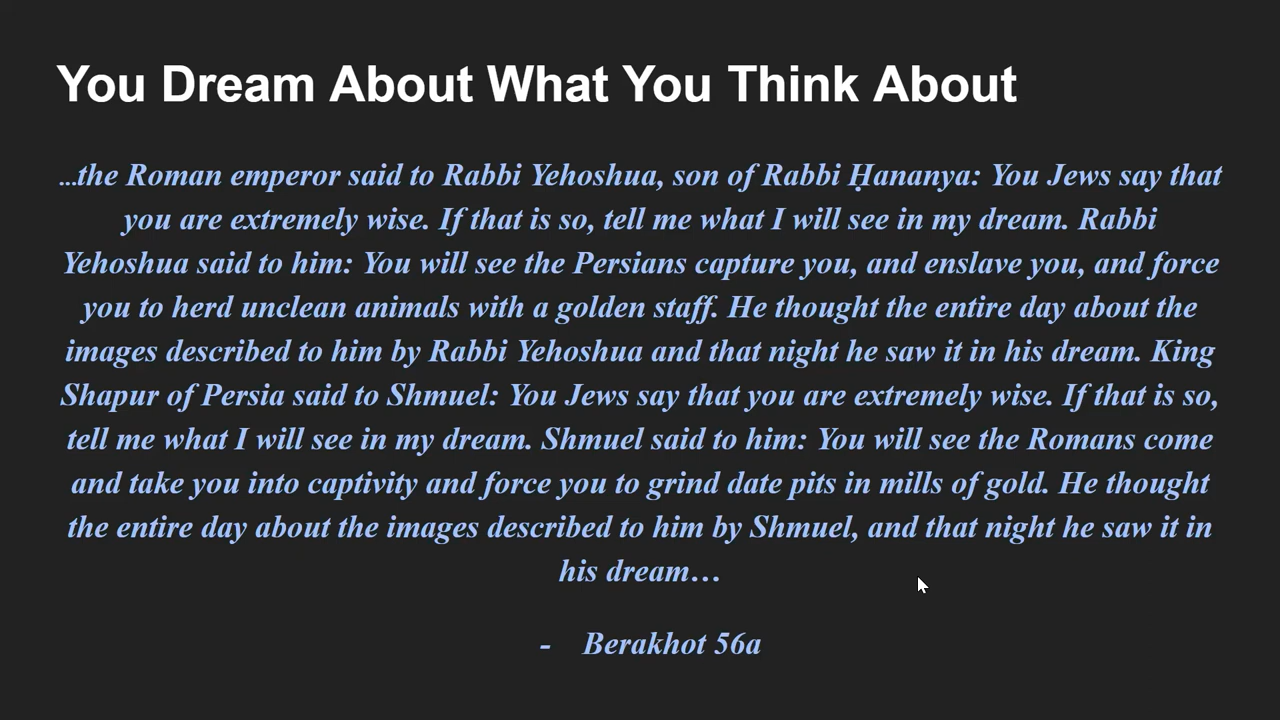 You Dream About What You Think About
...the Roman emperor said to Rabbi Yehoshua, son of Rabbi Ḥananya: You Jews say that
you are extremely wise. If that is so, tell me what I will see in my dream. Rabbi
Yehoshua said to him: You will see the Persians capture you, and enslave you, and force
you to herd unclean animals with a golden staff. He thought the entire day about the
images described to him by Rabbi Yehoshua and that night he saw it in his dream. King
Shapur of Persia said to Shmuel: You Jews say that you are extremely wise. If that is so,
tell me what I will see in my dream. Shmuel said to him: You will see the Romans come
and take you into captivity and force you to grind date pits in mills of gold. He thought
the entire day about the images described to him by Shmuel, and that night he saw it in
his dream…
- Berakhot 56a